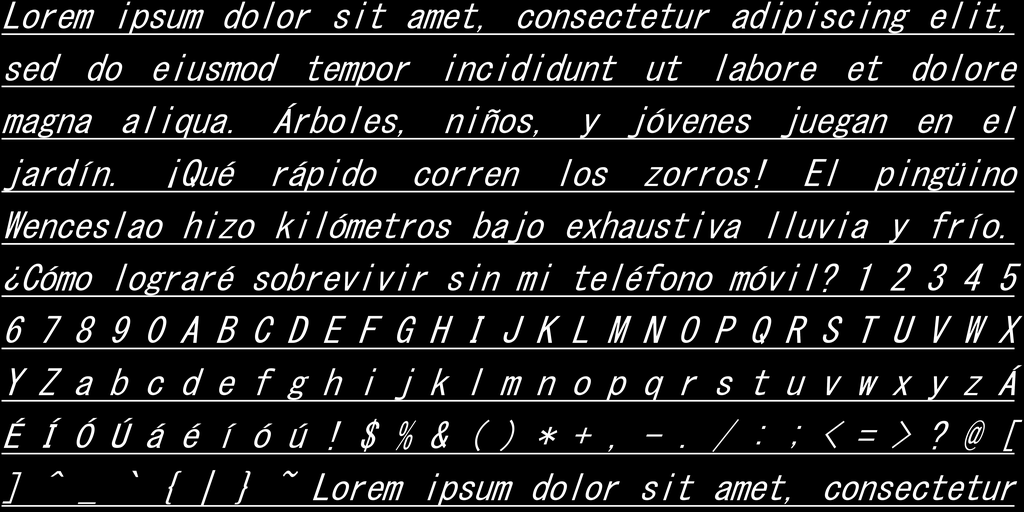 Lorem ipsum dolor sit amet, consectetur adipiscing elit,
sed do eiusmod tempor incididunt ut labore et dolore
magna aliqua. Árboles, niños, y jóvenes juegan en el
jardín. ¡Qué rápido corren los zorros! El pingüino
Wenceslao hizo kilómetros bajo exhaustiva lluvia y frío.
¿Cómo lograré sobrevivir sin mi teléfono móvil? 1 2 3 4 5
6 7 8 9 0 A B C D E F G H I J K L M N O P Q R S T U V W X
Y Z a b c d e f g h i j k l m n o p q r s t u v w x y z Á
É Í Ó Ú á é í ó ú ! $ % & ( ) * + , - . / : ; < = > ? @ [
] ^ _ ` { | } ~ Lorem ipsum dolor sit amet, consectetur